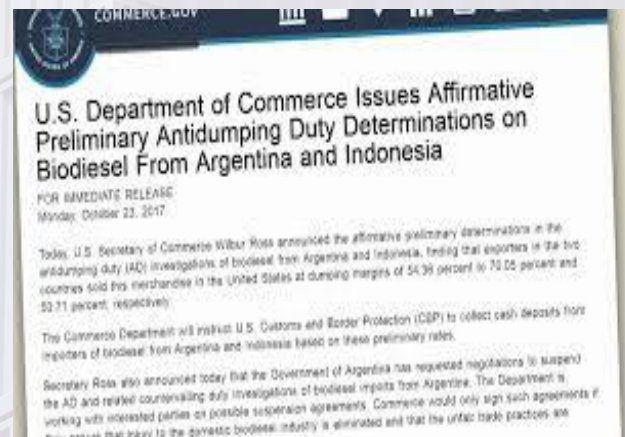 COMMERCE.GOV
U.S. Department of Commerce Issues Affirmative
Preliminary Antidumping Duty Determinations on
Biodiesel From Argentina and Indonesia
FOR IMMEDIATE RELEASE
Monday, October 23, 2017
Today, U.S. Secretary of Commerce Wilbur Ross announced the affirmative preliminary determinations in the
antidumping duty (AD) investigations of biodiesel from Argentina and Indonesia, finding that exporters in the two
countries sold this merchandise in the United States at dumping margins of 54.36 percent to 70.05 percent and
50.71 percent, respectively.
The Commerce Department will instruct U.S. Customs and Border Protection (CBP) to collect cash deposits from
importers of biodiesel from Argentina and Indonesia based on these preliminary rates.
Secretary Ross also announced today that the Government of Argentina has requested negotiations to suspend
the AD and related countervailing duty investigations of biodiesel imports from Argentina. The Department is
working with interested parties on possible suspension agreements. Commerce would only sign such agreements if
that injury to the domestic biodiesel industry is eliminated and that the unfair trade practices are